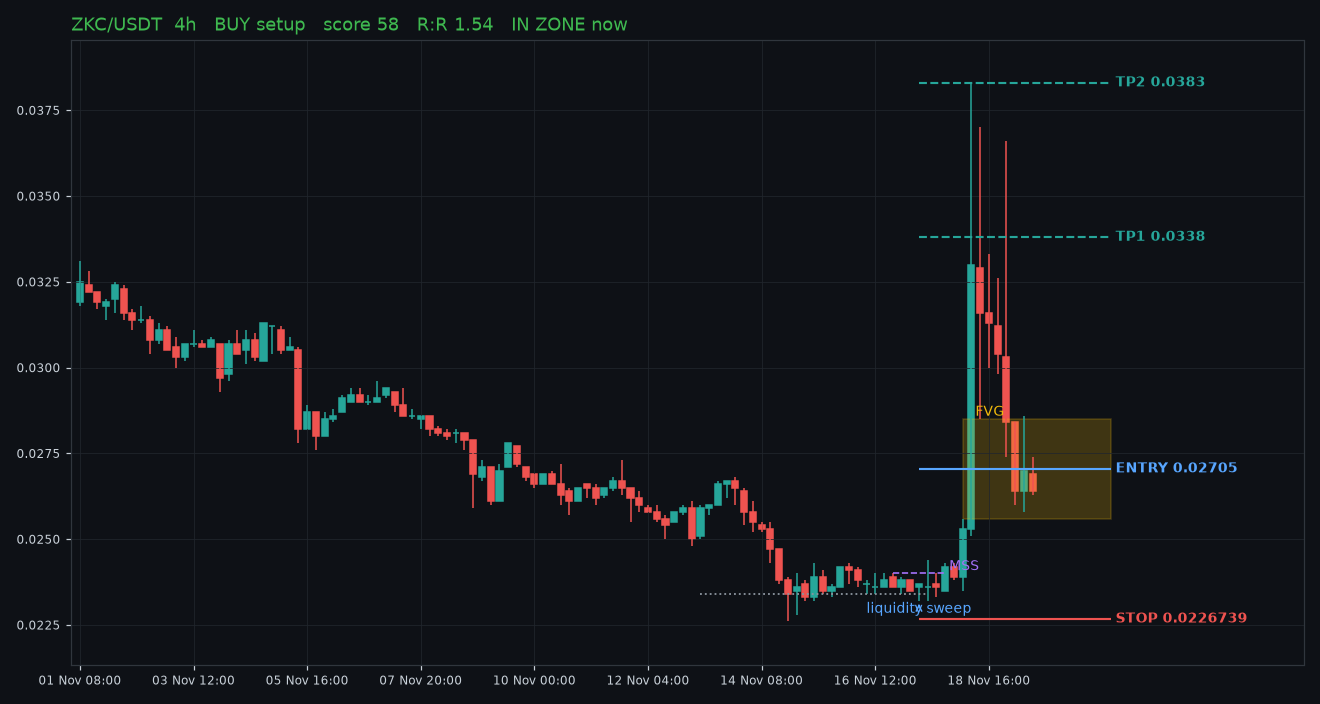 ZKC/USDT 4h BUY setup score 58 R:R 1.54 IN ZONE now
TP2 0.0383
0.0375
0.0350
TP1 0.0338
0.0325
0.0300
FVG
0.0275
ENTRY 0.02705
0.0250
MSS
liquidity sweep
STOP 0.0226739
0.0225
01 Nov 08:00
03 Nov 12:00
05 Nov 16:00
07 Nov 20:00
10 Nov 00:00
12 Nov 04:00
14 Nov 08:00
16 Nov 12:00
18 Nov 16:00